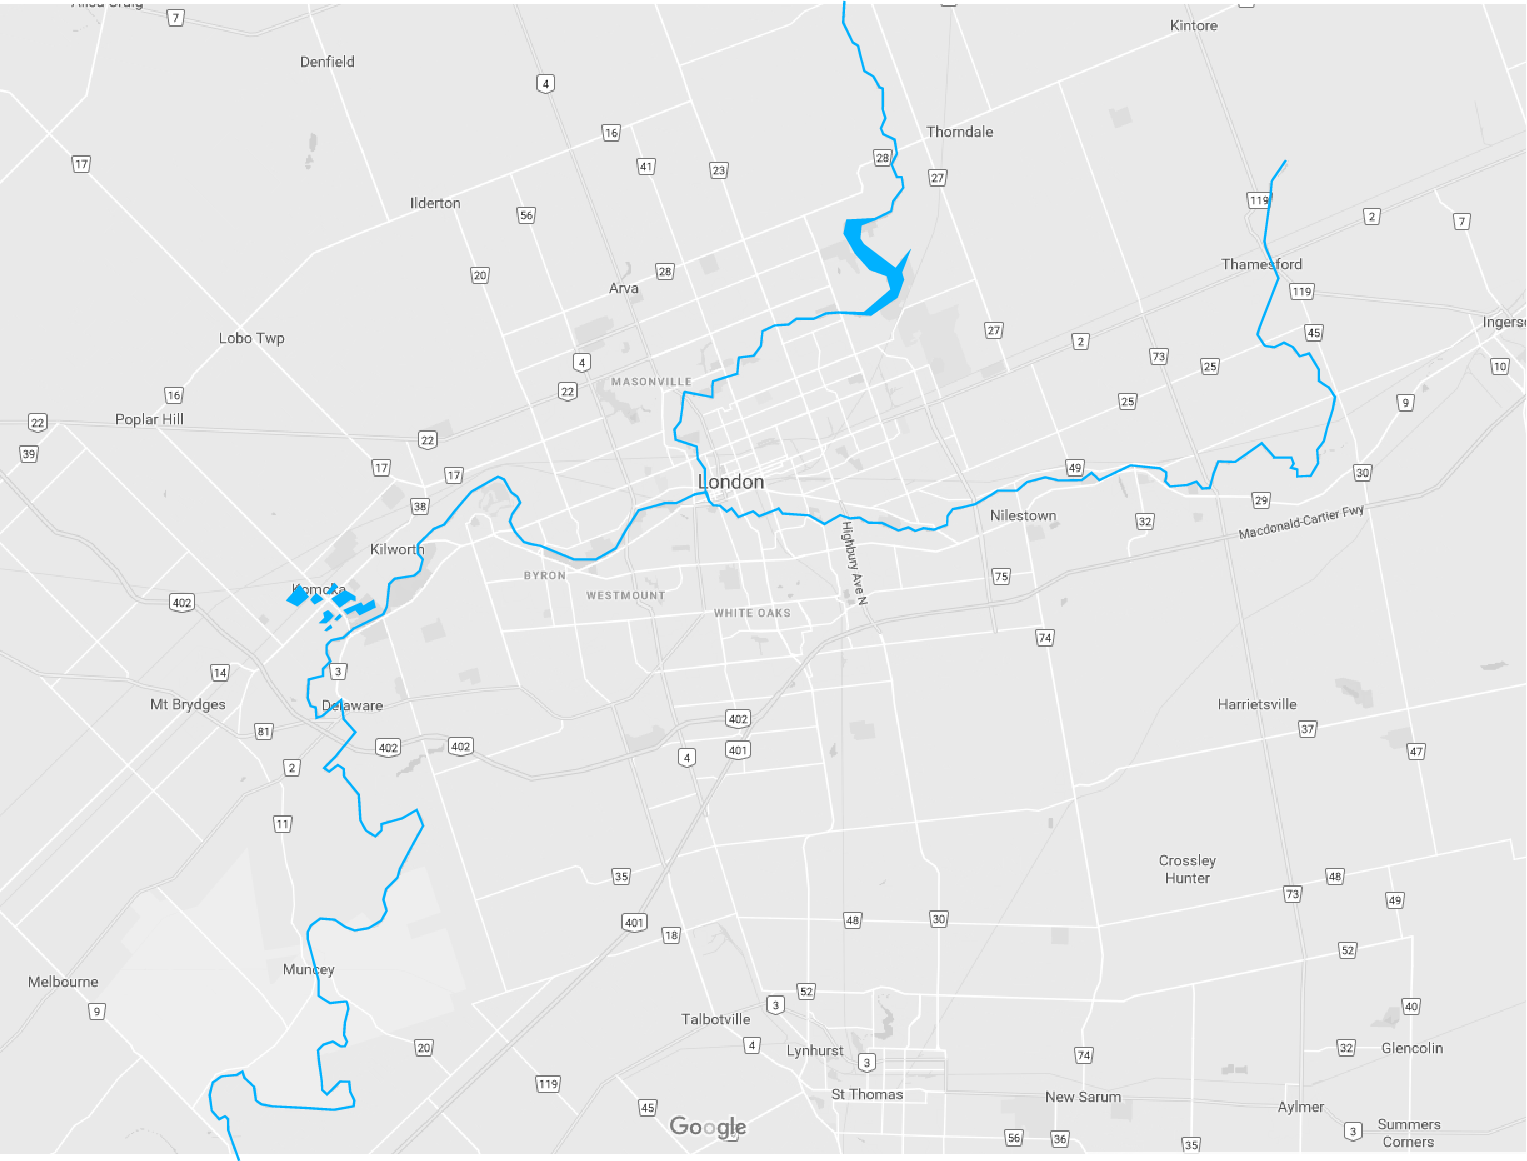 7
Kintore
Denfield
4
16
Thorndale
28
17
41
23
27
119
Ilderton
56
2
7
Thamesford
28
20
Arva
119
Ingerso
27
45
Lobo Twp
2
73
4
25
10
MASONVILLE
22
16
25
9
Poplar Hill
22
22
39
17
17
49
30
London
38
29
Nilestown
32
Macdonald-Cartier Fwy
Highbury Ave N
Kilworth
BYRON
75
Komoka
402
WESTMOUNT
WHITE OAKS
74
14
3
Mt Brydges
Delaware
Harrietsville
402
81
37
402
402
401
4
47
2
11
Crossley
Hunter
35
48
73
49
401
48
30
18
52
Muncey
Melbourne
52
3
9
40
Talbotville
4
20
Lynhurst
32
Glencolin
3
74
119
St Thomas
New Sarum
45
Aylmer
Google
Summers
Corners
3
56
36
35